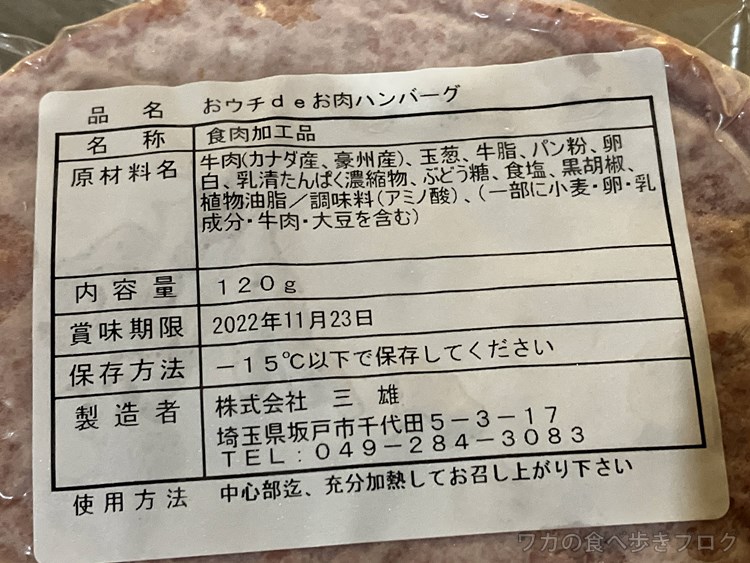 品名 おウチdeお肉ハンバーグ
名称 食肉加工品
原材料名 牛肉(カナダ産、豪州産)、玉葱、牛脂、パン粉、卵
白、乳清たんぱく濃縮物、ぶどう糖、食塩、黒胡椒、
植物油脂/調味料(アミノ酸)、(一部に小麦・卵・乳
成分・牛肉・大豆を含む)
内容量 120g
賞味期限 2022年11月23日
保存方法 −15℃以下で保存してください
製造者 株式会社 三 雄
埼玉県坂戸市千代田5−3−17
TEL:049−284−3083
使用方法 中心部迄、充分加熱してお召し上がり下さい
ワカの食べ歩きブログ